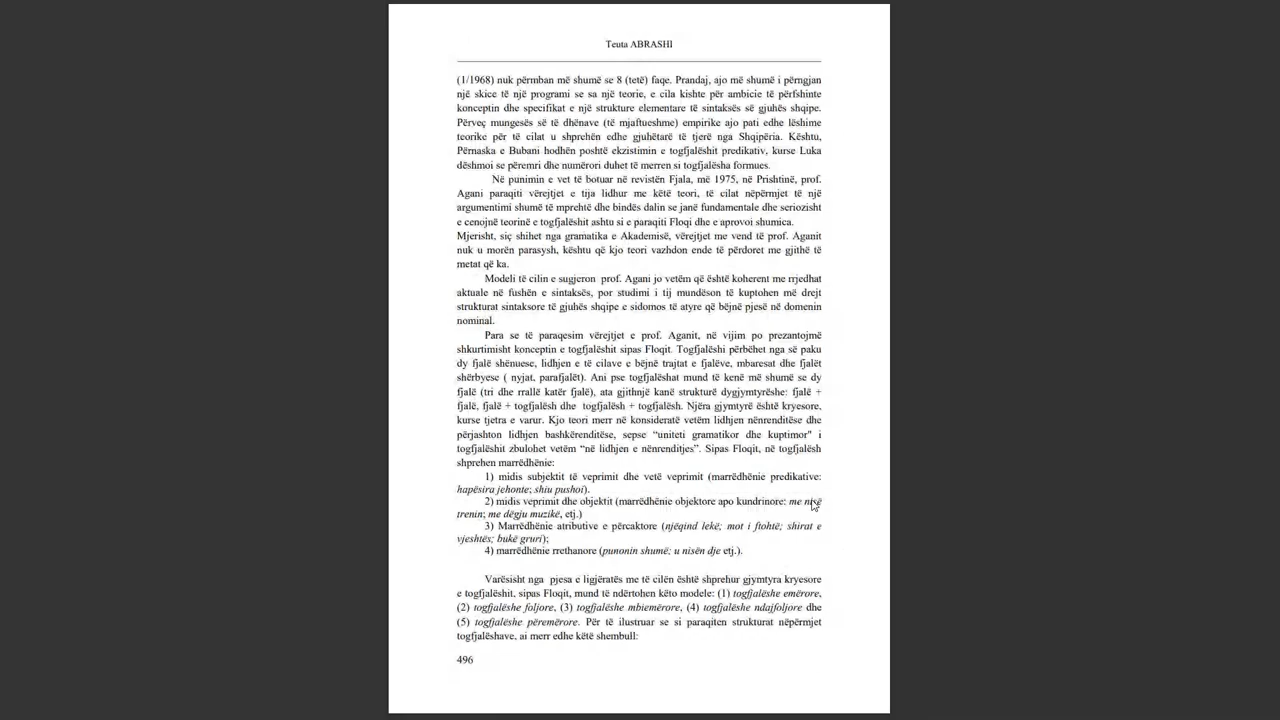 Teuta ABRASHI
(1/1968) nuk përmban më shumë se 8 (tetë) faqe. Prandaj, ajo më shumë i përngjan
një skice të një programi se sa një teorie, e cila kishte për ambicie të përfshinte
konceptin dhe specifikat e një strukture elementare të sintaksës së gjuhës shqipe.
Përveç mungesës së të dhënave (të mjaftueshme) empirike ajo pati edhe lëshime
teorike për të cilat u shprehën edhe gjuhëtarë të tjerë nga Shqipëria. Kështu,
Përnaska e Bubani hodhën poshtë ekzistimin e togfjalëshit predikativ, kurse Luka
dëshmoi se përemri dhe numërori duhet të merren si togfjalësha formues.
Në punimin e vet të botuar në revistën Fjala, më 1975, në Prishtinë, prof.
Agani paraqiti vërejtjet e tija lidhur me këtë teori, të cilat nëpërmjet të një
argumentimi shumë të mprehtë dhe bindës dalin se janë fundamentale dhe seriozisht
e cenojnë teorinë e togfjalëshit ashtu si e paraqiti Floqi dhe e aprovoi shumica.
Mjerisht, siç shihet nga gramatika e Akademisë, vërejtjet me vend të prof. Aganit
nuk u morën parasysh, kështu që kjo teori vazhdon ende të përdoret me gjithë të
metat që ka.
Modeli të cilin e sugjeron  prof. Agani jo vetëm që është koherent me rrjedhat
aktuale në fushën e sintaksës, por studimi i tij mundëson të kuptohen më drejt
strukturat sintaksore të gjuhës shqipe e sidomos të atyre që bëjnë pjesë në domenin
nominal.
Para se të paraqesim vërejtjet e prof. Aganit, në vijim po prezantojmë
shkurtimisht konceptin e togfjalëshit sipas Floqit. Togfjalëshi përbëhet nga së paku
dy fjalë shënuese, lidhjen e të cilave e bëjnë trajtat e fjalëve, mbaresat dhe fjalët
shërbyese ( nyjat, parafjalët). Ani pse togfjalëshat mund të kenë më shumë se dy
fjalë (tri dhe rrallë katër fjalë), ata gjithnjë kanë strukturë dygjymtyrëshe: fjalë +
fjalë, fjalë + togfjalësh dhe  togfjalësh + togfjalësh. Njëra gjymtyrë është kryesore,
kurse tjetra e varur. Kjo teori merr në konsideratë vetëm lidhjen nënrenditëse dhe
përjashton lidhjen bashkërenditëse, sepse “uniteti gramatikor dhe kuptimor" i
togfjalëshit zbulohet vetëm “në lidhjen e nënrenditjes”. Sipas Floqit, në togfjalësh
shprehen marrëdhënie:
1) midis subjektit të veprimit dhe vetë veprimit (marrëdhënie predikative:
hapësira jehonte; shiu pushoi).
2) midis veprimit dhe objektit (marrëdhënie objektore apo kundrinore: me nisë
trenin; me dëgju muzikë, etj.)
3) Marrëdhënie atributive e përcaktore (njëqind lekë; mot i ftohtë; shirat e
vjeshtës; bukë gruri);
4) marrëdhënie rrethanore (punonin shumë; u nisën dje etj.).
Varësisht nga  pjesa e ligjëratës me të cilën është shprehur gjymtyra kryesore
e togfjalëshit, sipas Floqit, mund të ndërtohen këto modele: (1) togfjalëshe emërore,
(2) togfjalëshe foljore, (3) togfjalëshe mbiemërore, (4) togfjalëshe ndajfoljore dhe
(5) togfjalëshe përemërore. Për të ilustruar se si paraqiten strukturat nëpërmjet
togfjalëshave, ai merr edhe këtë shembull:
496